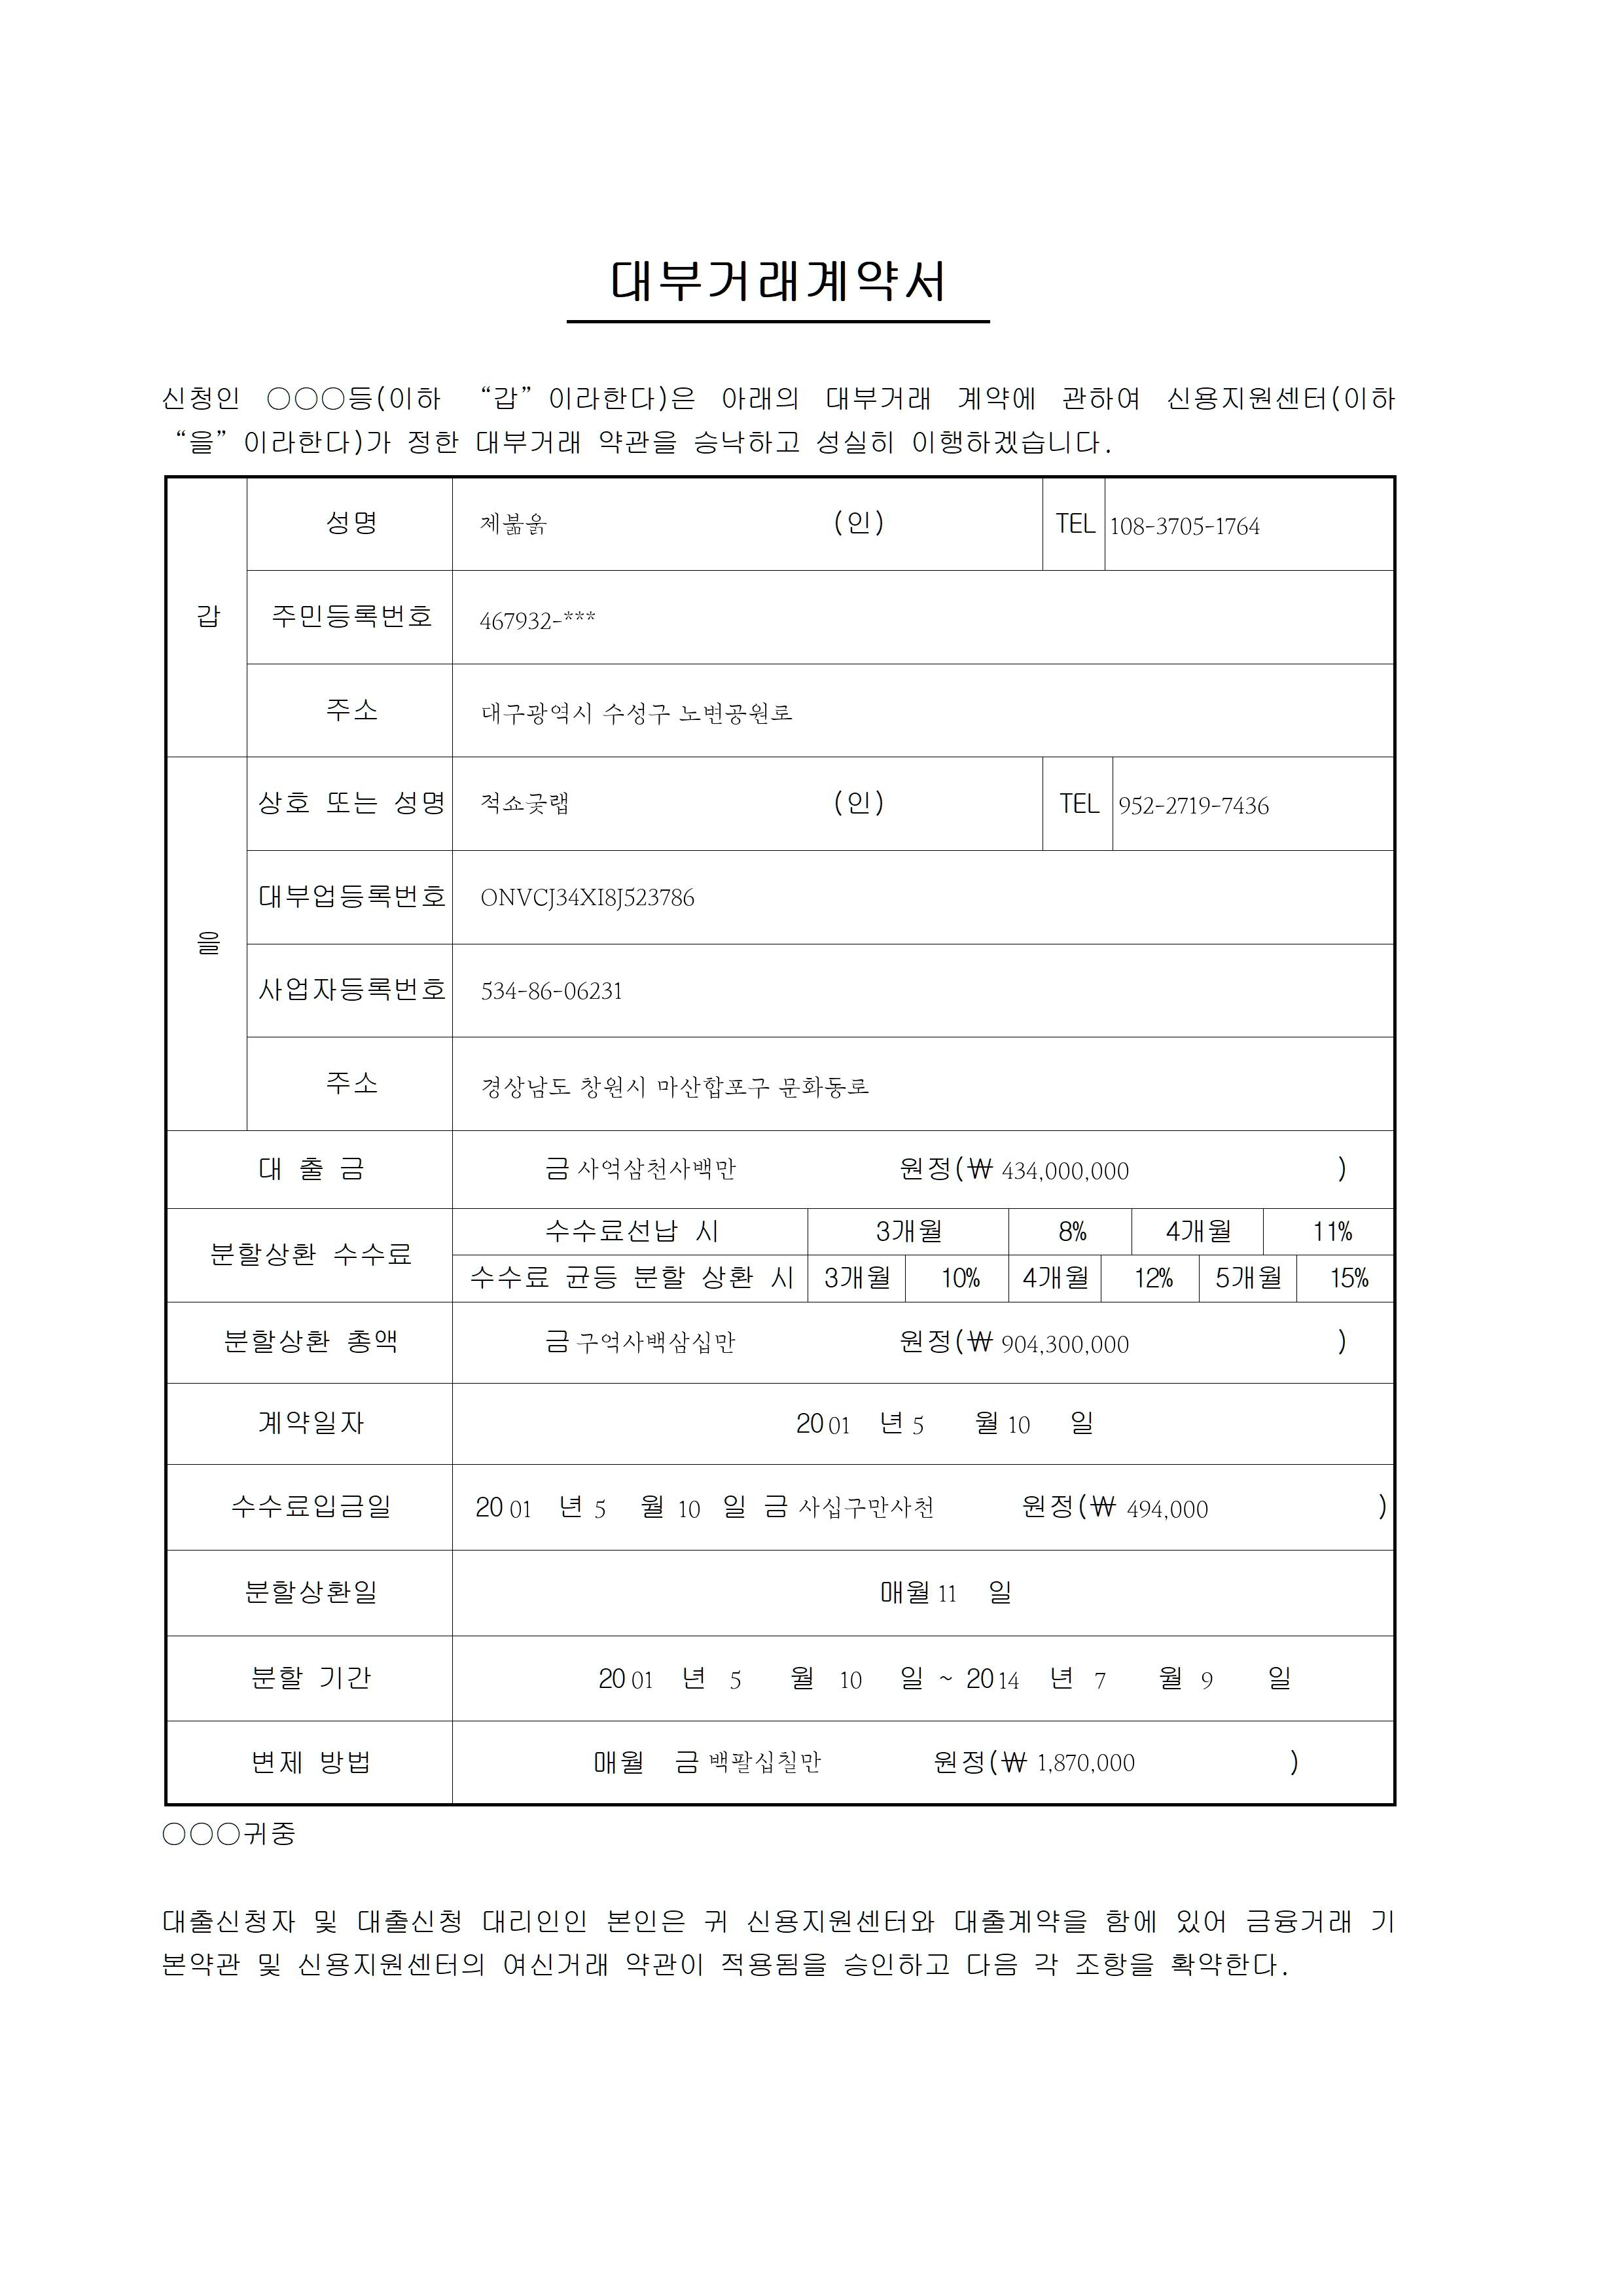 대부거래계약서
신청인 ○○○등(이하 “갑”이라한다)은 아래의 대부거래 계약에 관하여 신용지원센터(이하
“을”이라한다)가 정한 대부거래 약관을 승낙하고 성실히 이행하겠습니다.
갑 성명 제붊욹 (인) TEL 108-3705-1764
주민등록번호 467932-***
주소 대구광역시 수성구 노변공원로
을 상호 또는 성명 적쇼궃랩 (인) TEL 952-2719-7436
대부업등록번호 ONVCJ34XI8J523786
사업자등록번호 534-86-06231
주소 경상남도 창원시 마산합포구 문화동로
대 출 금 금 사억삼천사백만 원정(₩ 434,000,000 )
분할상환 수수료 수수료선납 시 3개월 8% 4개월 11%
수수료 균등 분할 상환 시 3개월 10% 4개월 12% 5개월 15%
분할상환 총액 금 구억사백삼십만 원정(₩ 904,300,000 )
계약일자 20 01 년 5 월 10 일
수수료입금일 20 01 년 5 월 10 일 금 사십구만사천 원정(₩ 494,000 )
분할상환일 매월 11 일
분할 기간 20 01 년 5 월 10 일 ~ 20 14 년 7 월 9 일
변제 방법 매월 금 백팔십칠만 원정(₩ 1,870,000 )
○○○귀중
대출신청자 및 대출신청 대리인인 본인은 귀 신용지원센터와 대출계약을 함에 있어 금융거래 기
본약관 및 신용지원센터의 여신거래 약관이 적용됨을 승인하고 다음 각 조항을 확약한다.